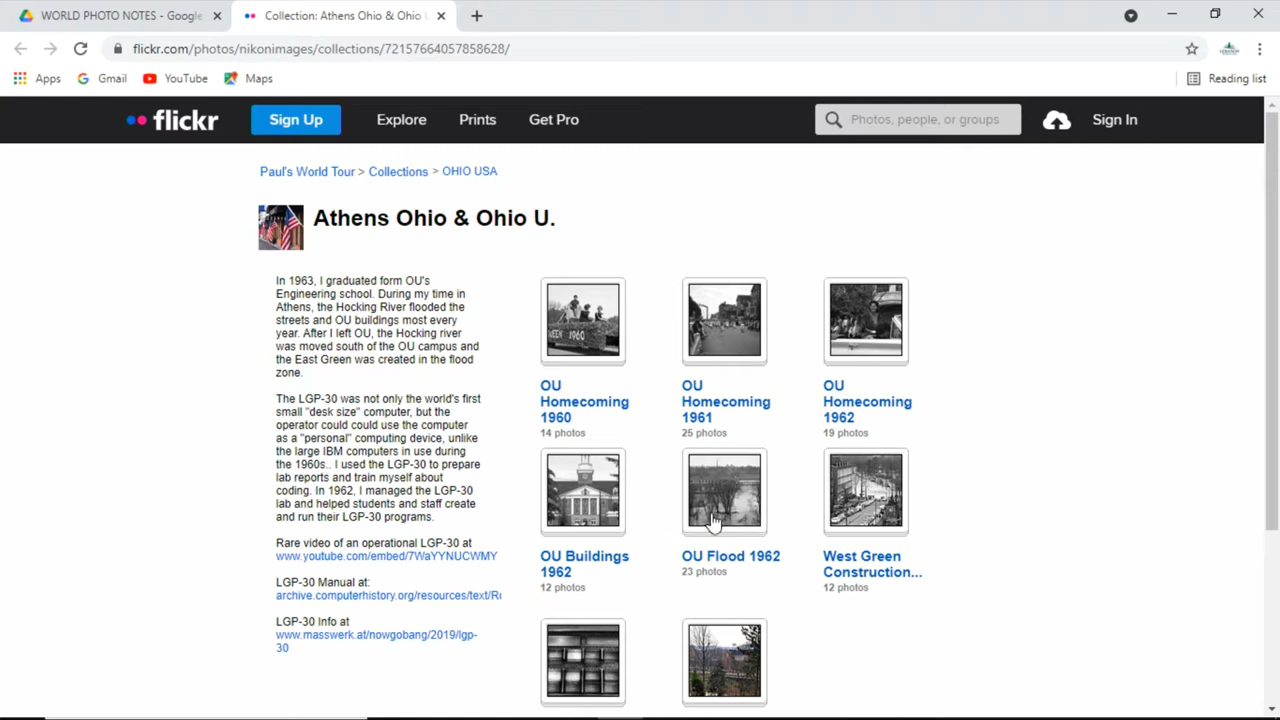 WORLD PHOTO NOTES - Google
Collection: Athens Ohio & Ohio U.
flickr.com/photos/nikonimages/collections/72157664057858628/
Apps
Gmail
YouTube
Maps
Reading list
flickr
Sign Up
Explore
Prints
Get Pro
Photos, people, or groups
Sign In
Paul's World Tour > Collections > OHIO USA
Athens Ohio & Ohio U.
In 1963, I graduated form OU's
Engineering school. During my time in
Athens, the Hocking River flooded the
streets and OU buildings most every
year. After I left OU, the Hocking river
was moved south of the OU campus and
the East Green was created in the flood
zone.
The LGP-30 was not only the world's first
small "desk size" computer, but the
operator could could use the computer
as a "personal" computing device, unlike
the large IBM computers in use during
the 1960s.. I used the LGP-30 to prepare
lab reports and train myself about
coding. In 1962, I managed the LGP-30
lab and helped students and staff create
and run their LGP-30 programs.
Rare video of an operational LGP-30 at
www.youtube.com/embed/7WaYYNUCWMY
LGP-30 Manual at:
archive.computerhistory.org/resources/text/R
LGP-30 Info at
www.masswerk.at/nowgobang/2019/lgp-
30
WEEK 1960
OU
Homecoming
1960
14 photos
OU
Homecoming
1961
25 photos
OU
Homecoming
1962
19 photos
OU Buildings
1962
12 photos
OU Flood 1962
23 photos
West Green
Construction...
12 photos